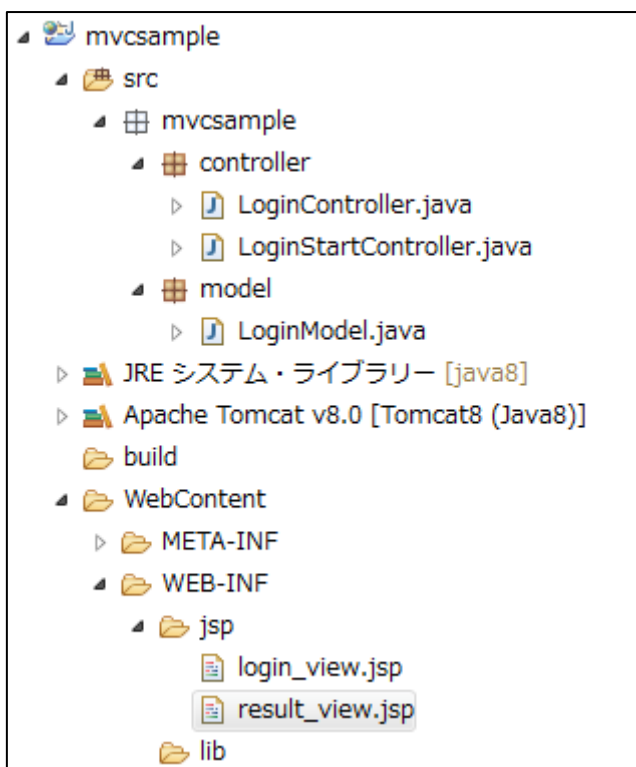 mvcsample
src
mvcsample
controller
LoginController.java
LoginStartController.java
model
LoginModel.java
JRE システム・ライブラリー [java8]
Apache Tomcat v8.0 [Tomcat8 (Java8)]
build
WebContent
META-INF
WEB-INF
jsp
login_view.jsp
result_view.jsp
lib